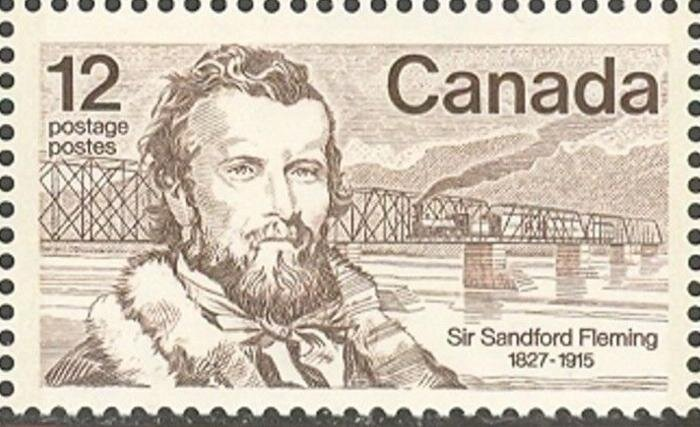 12
postage
postes
Canada
Sir Sandford Fleming
1827-1915